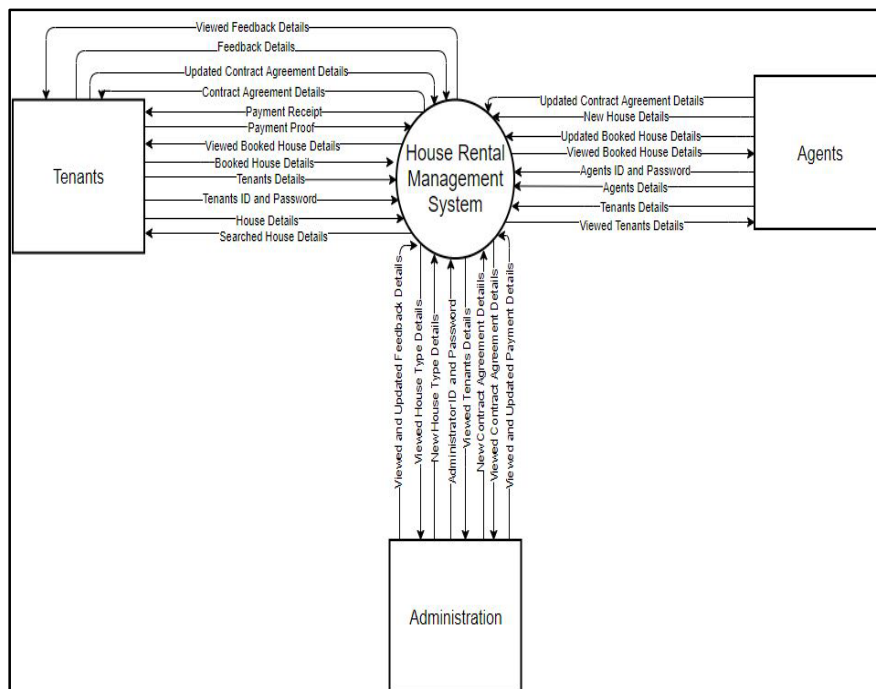 Viewed Feedback Details
Feedback Details
Updated Contract Agreement Details
Contract Agreement Details
Payment Receipt
Payment Proof
Viewed Booked House Details
Booked House Details
Tenants Details
Tenants ID and Password
House Details
Searched House Details
Tenants
House Rental
Management
System
Updated Contract Agreement Details
New House Details
Updated Booked House Details
Viewed Booked House Details
Agents ID and Password
Agents Details
Tenants Details
Viewed Tenants Details
Agents
Viewed and Updated Feedback Details
Viewed House Type Details
New House Type Details
Administrator ID and Password
Viewed Tenants Details
New Contract Agreement Details
Viewed Contract Agreement Details
Viewed and Updated Payment Details
Administration